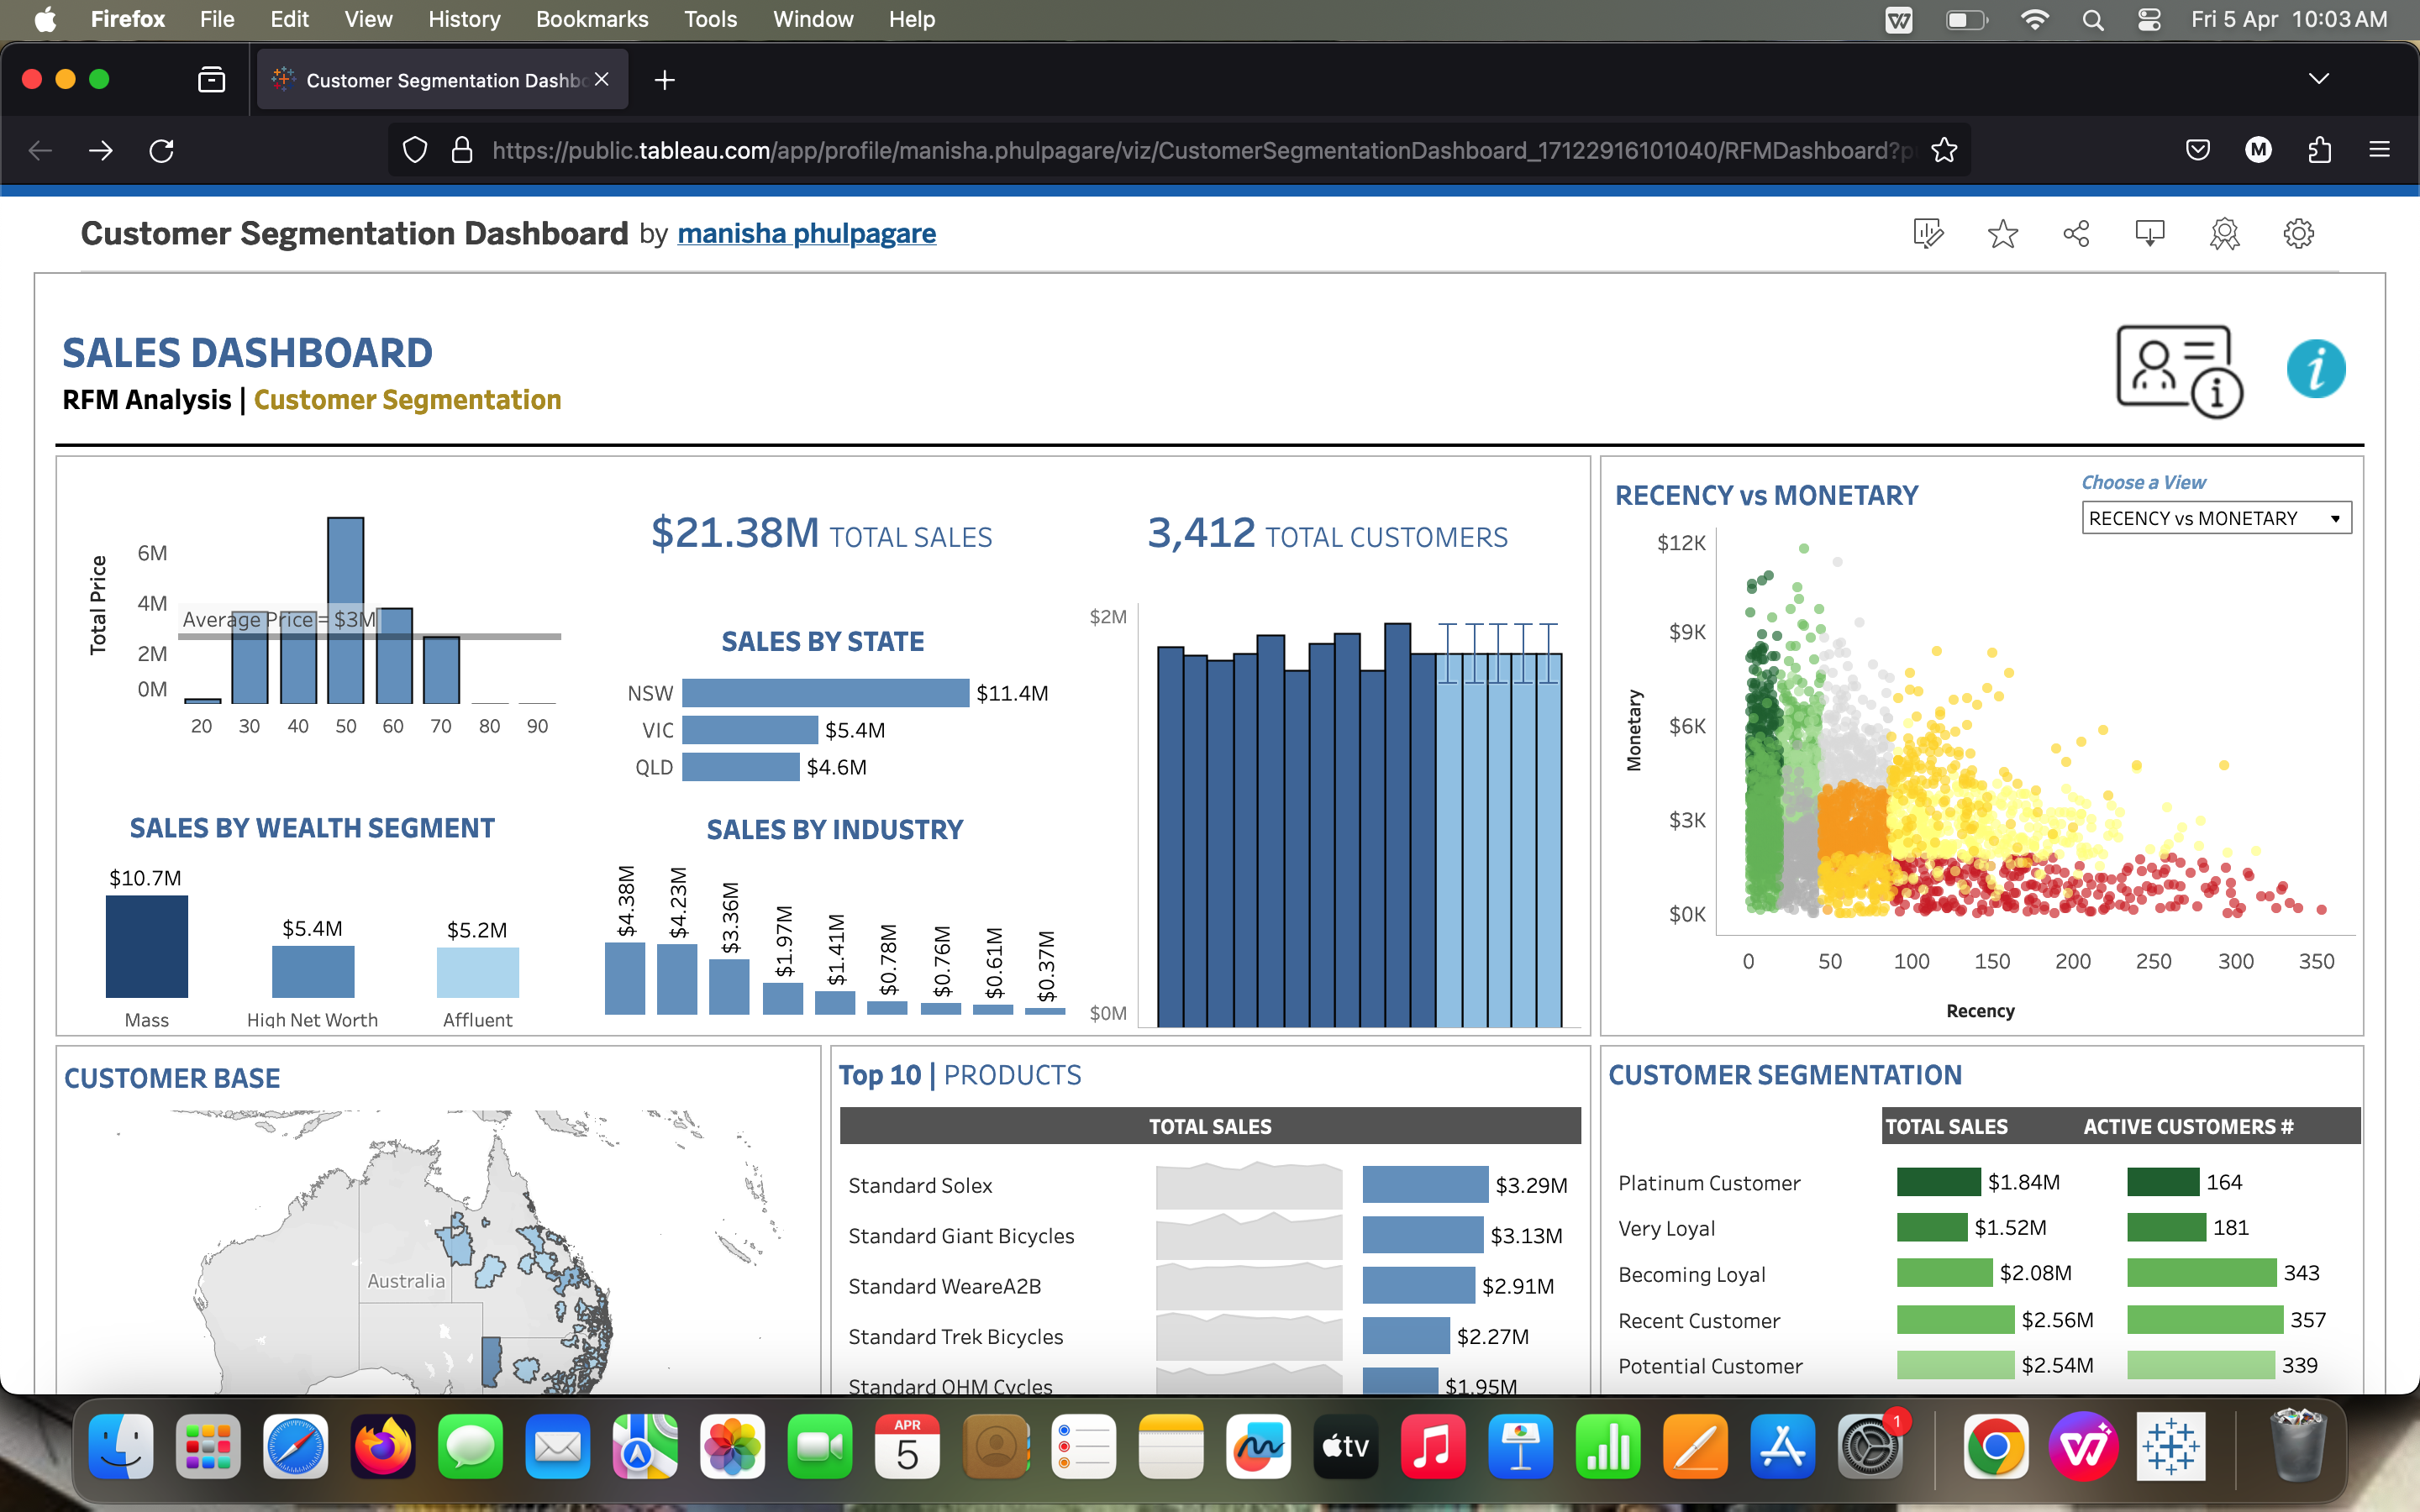 Firefox File Edit View History Bookmarks Tools Window Help Fri 5 Apr 10:03 AM
Customer Segmentation Dashbo
https://public.tableau.com/app/profile/manisha.phulpagare/viz/CustomerSegmentationDashboard_17122916101040/RFMDashboard?p
M
Customer Segmentation Dashboard by manisha phulpagare
SALES DASHBOARD
RFM Analysis | Customer Segmentation
i
i
Total Price
6M
4M
2M
0M
Average Price = $3M
20 30 40 50 60 70 80 90
$21.38M TOTAL SALES
3,412 TOTAL CUSTOMERS
SALES BY STATE
NSW $11.4M
VIC $5.4M
QLD $4.6M
SALES BY WEALTH SEGMENT
$10.7M $5.4M $5.2M
Mass High Net Worth Affluent
SALES BY INDUSTRY
$4.38M $4.23M $3.36M $1.97M $1.41M $0.78M $0.76M $0.61M $0.37M
$2M
$0M
RECENCY vs MONETARY
Choose a View
RECENCY vs MONETARY
Monetary
$12K
$9K
$6K
$3K
$0K
0 50 100 150 200 250 300 350
Recency
CUSTOMER BASE
Australia
Top 10 | PRODUCTS
TOTAL SALES
Standard Solex $3.29M
Standard Giant Bicycles $3.13M
Standard WeareA2B $2.91M
Standard Trek Bicycles $2.27M
Standard OHM Cycles $1.95M
CUSTOMER SEGMENTATION
TOTAL SALES ACTIVE CUSTOMERS #
Platinum Customer $1.84M 164
Very Loyal $1.52M 181
Becoming Loyal $2.08M 343
Recent Customer $2.56M 357
Potential Customer $2.54M 339
APR
5
tv
1